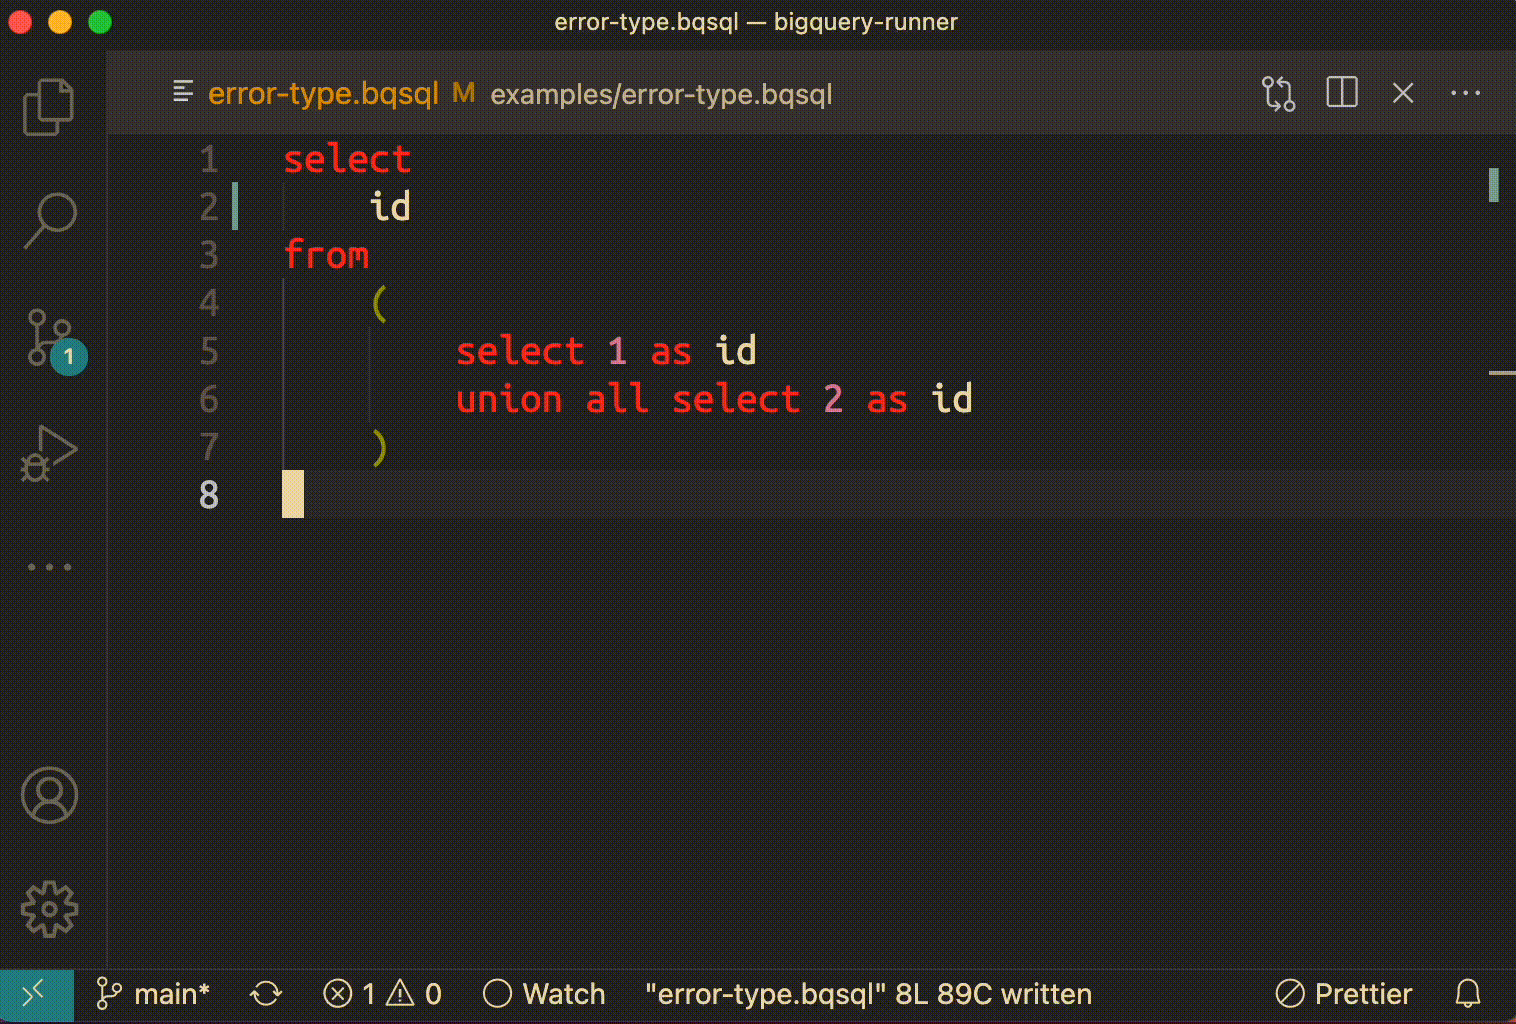 error-type.bqsql — bigquery-runner
error-type.bqsql M examples/error-type.bqsql
1 select
2 id
3 from
4 (
5 select 1 as id
6 union all select 2 as id
7 )
8
1
main* 1 0 Watch "error-type.bqsql" 8L 89C written Prettier